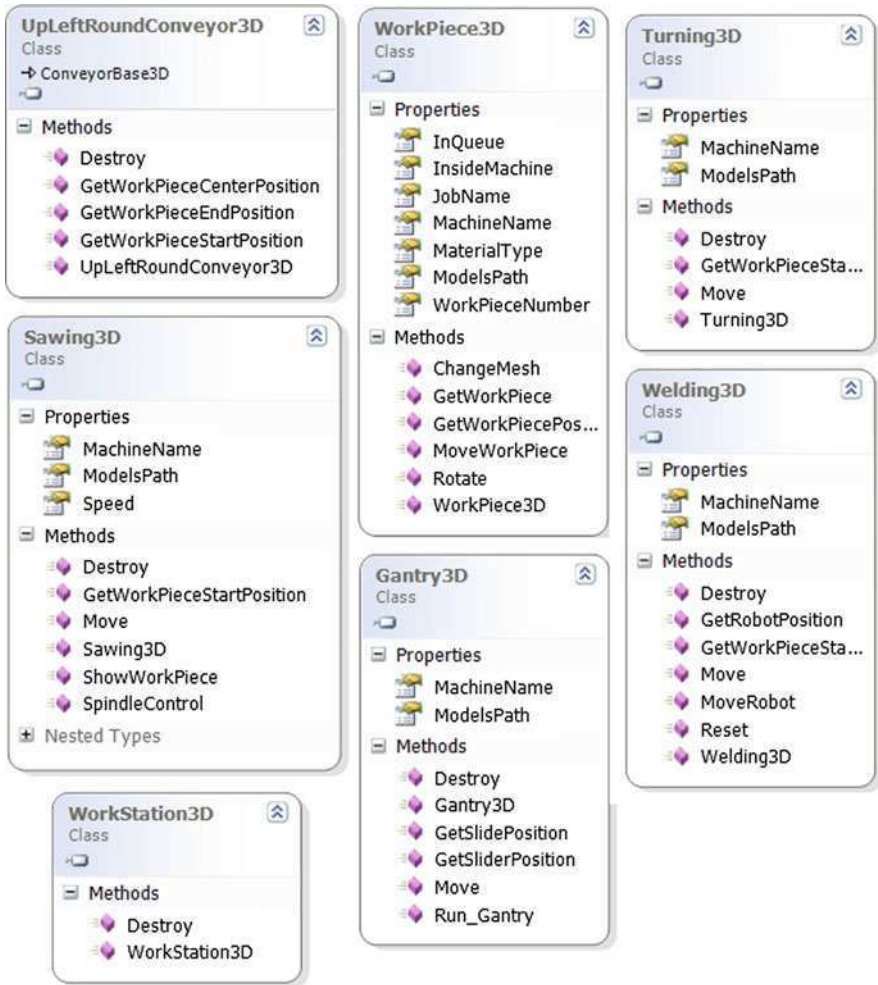 UpLeftRoundConveyor3D
Class
ConveyorBase3D
Methods
Destroy
GetWorkPieceCenterPosition
GetWorkPieceEndPosition
GetWorkPieceStartPosition
UpLeftRoundConveyor3D
Sawing3D
Class
Properties
MachineName
ModelsPath
Speed
Methods
Destroy
GetWorkPieceStartPosition
Move
Sawing3D
ShowWorkPiece
SpindleControl
Nested Types
WorkStation3D
Class
Methods
Destroy
WorkStation3D
WorkPiece3D
Class
Properties
InQueue
InsideMachine
JobName
MachineName
MaterialType
ModelsPath
WorkPieceNumber
Methods
ChangeMesh
GetWorkPiece
GetWorkPiecePos...
MoveWorkPiece
Rotate
WorkPiece3D
Gantry3D
Class
Properties
MachineName
ModelsPath
Methods
Destroy
Gantry3D
GetSlidePosition
GetSliderPosition
Move
Run_Gantry
Turning3D
Class
Properties
MachineName
ModelsPath
Methods
Destroy
GetWorkPieceSta...
Move
Turning3D
Welding3D
Class
Properties
MachineName
ModelsPath
Methods
Destroy
GetRobotPosition
GetWorkPieceSta...
Move
MoveRobot
Reset
Welding3D